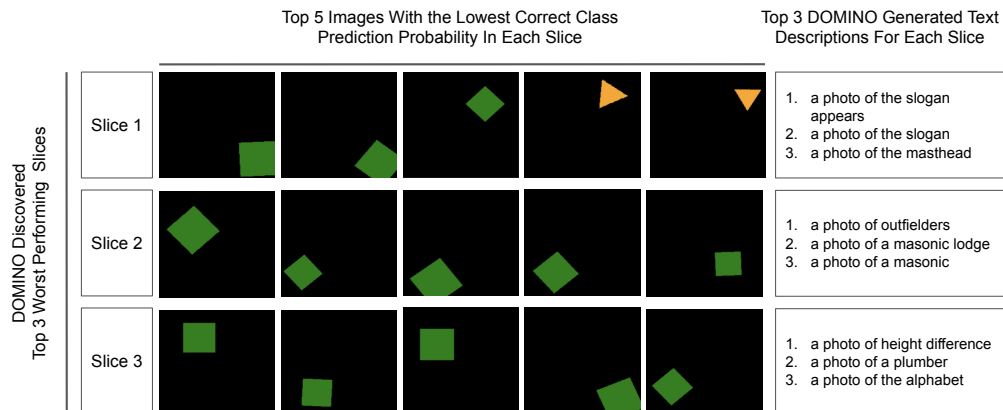 Top 5 Images With the Lowest Correct Class
Prediction Probability In Each Slice
Top 3 DOMINO Generated Text
Descriptions For Each Slice
DOMINO Discovered
Top 3 Worst Performing Slices
Slice 1
1. a photo of the slogan
appears
2. a photo of the slogan
3. a photo of the masthead
Slice 2
1. a photo of outfielders
2. a photo of a masonic lodge
3. a photo of a masonic
Slice 3
1. a photo of height difference
2. a photo of a plumber
3. a photo of the alphabet